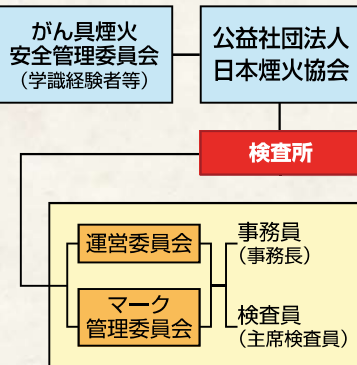 がん具煙火
安全管理委員会
（学識経験者等）
公益社団法人
日本煙火協会
検査所
運営委員会
マーク
管理委員会
事務員
（事務長）
検査員
（主席検査員）